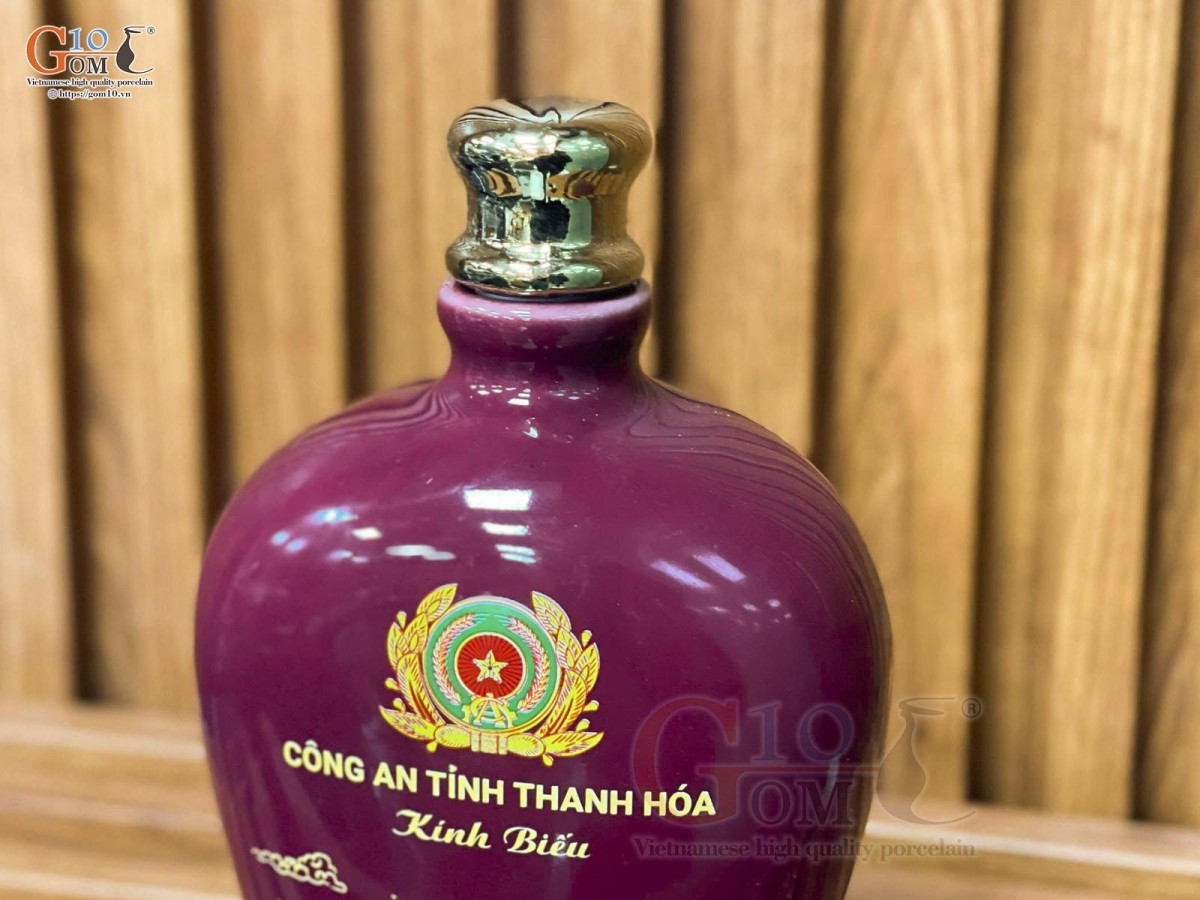 G10
GOM ®
Vietnamese high quality porcelain
https://gom10.vn
CÔNG AN TỈNH THANH HÓA
Kính Biếu
G10
GOM ®
Vietnamese high quality porcelain